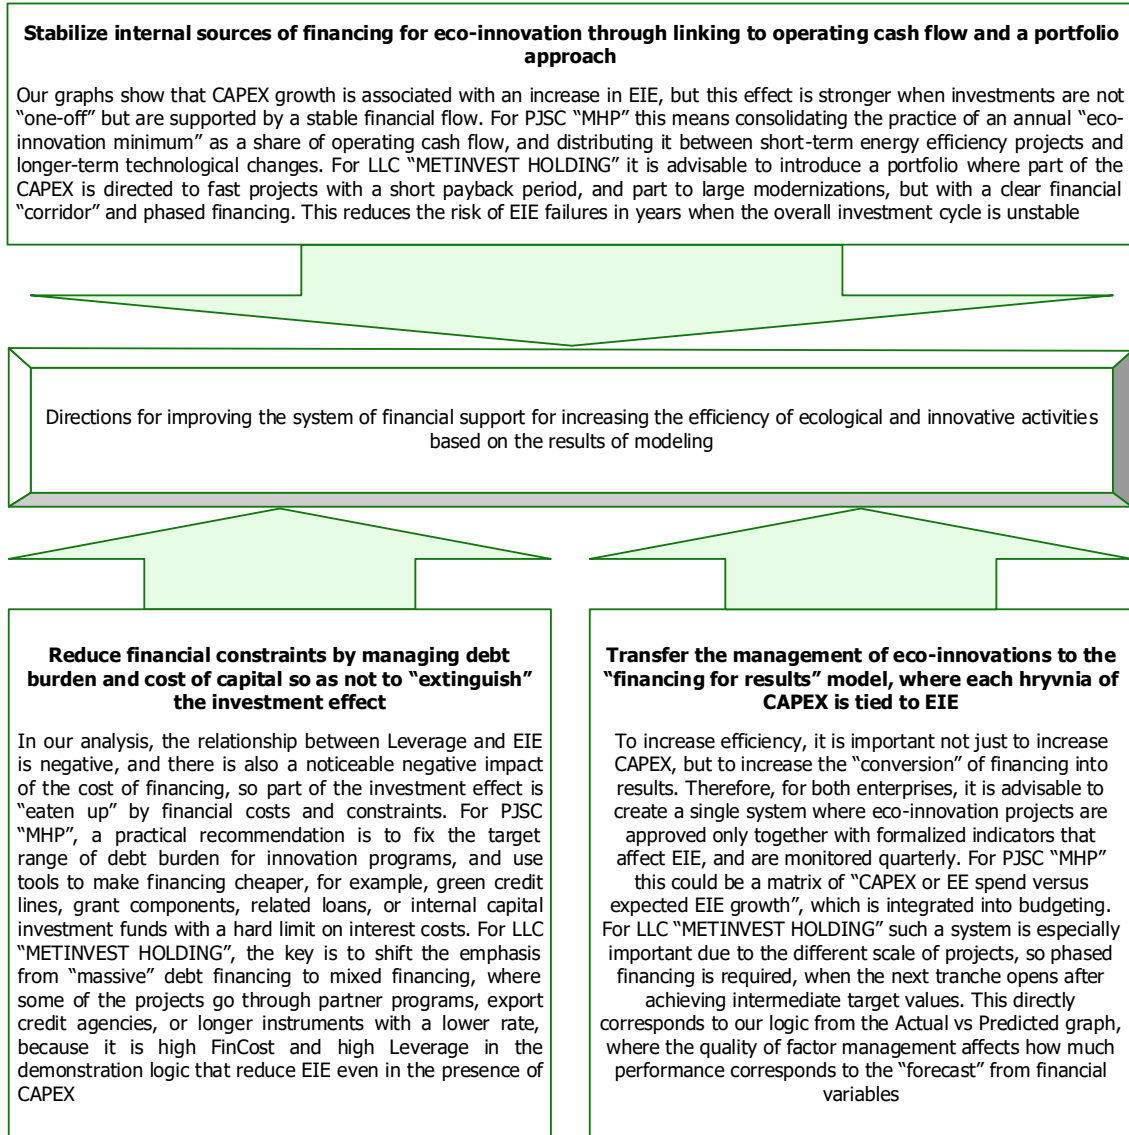 Stabilize internal sources of financing for eco-innovation through linking to operating cash flow and a portfolio
approach
Our graphs show that CAPEX growth is associated with an increase in EIE, but this effect is stronger when investments are not
“one-off” but are supported by a stable financial flow. For PJSC “MHP” this means consolidating the practice of an annual “eco-
innovation minimum” as a share of operating cash flow, and distributing it between short-term energy efficiency projects and
longer-term technological changes. For LLC “METINVEST HOLDING” it is advisable to introduce a portfolio where part of the
CAPEX is directed to fast projects with a short payback period, and part to large modernizations, but with a clear financial
“corridor” and phased financing. This reduces the risk of EIE failures in years when the overall investment cycle is unstable
Directions for improving the system of financial support for increasing the efficiency of ecological and innovative activities
based on the results of modeling
Reduce financial constraints by managing debt
burden and cost of capital so as not to “extinguish”
the investment effect
In our analysis, the relationship between Leverage and EIE
is negative, and there is also a noticeable negative impact
of the cost of financing, so part of the investment effect is
“eaten up” by financial costs and constraints. For PJSC
“MHP”, a practical recommendation is to fix the target
range of debt burden for innovation programs, and use
tools to make financing cheaper, for example, green credit
lines, grant components, related loans, or internal capital
investment funds with a hard limit on interest costs. For LLC
“METINVEST HOLDING”, the key is to shift the emphasis
from “massive” debt financing to mixed financing, where
some of the projects go through partner programs, export
credit agencies, or longer instruments with a lower rate,
because it is high FinCost and high Leverage in the
demonstration logic that reduce EIE even in the presence of
CAPEX
Transfer the management of eco-innovations to the
“financing for results” model, where each hryvnia of
CAPEX is tied to EIE
To increase efficiency, it is important not just to increase
CAPEX, but to increase the “conversion” of financing into
results. Therefore, for both enterprises, it is advisable to
create a single system where eco-innovation projects are
approved only together with formalized indicators that
affect EIE, and are monitored quarterly. For PJSC “MHP”
this could be a matrix of “CAPEX or EE spend versus
expected EIE growth”, which is integrated into budgeting.
For LLC “METINVEST HOLDING” such a system is especially
important due to the different scale of projects, so phased
financing is required, when the next tranche opens after
achieving intermediate target values. This directly
corresponds to our logic from the Actual vs Predicted graph,
where the quality of factor management affects how much
performance corresponds to the “forecast” from financial
variables